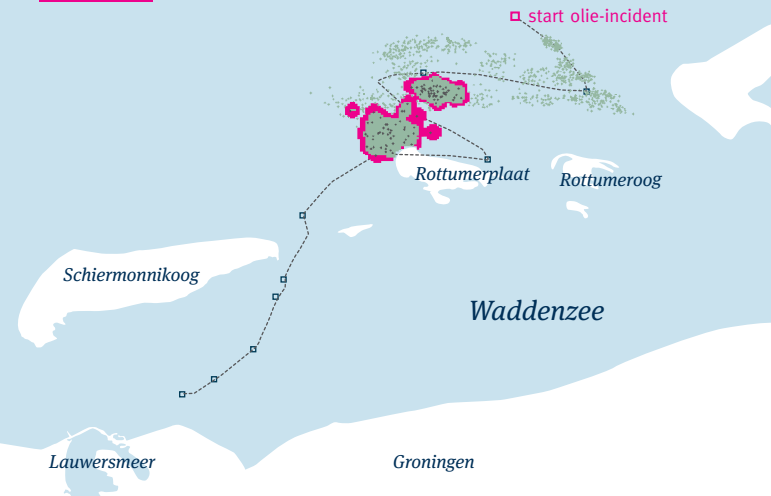 start olie-incident
Rottumerplaat
Rottumeroog
Schiermonnikoog
Waddenzee
Lauwersmeer
Groningen